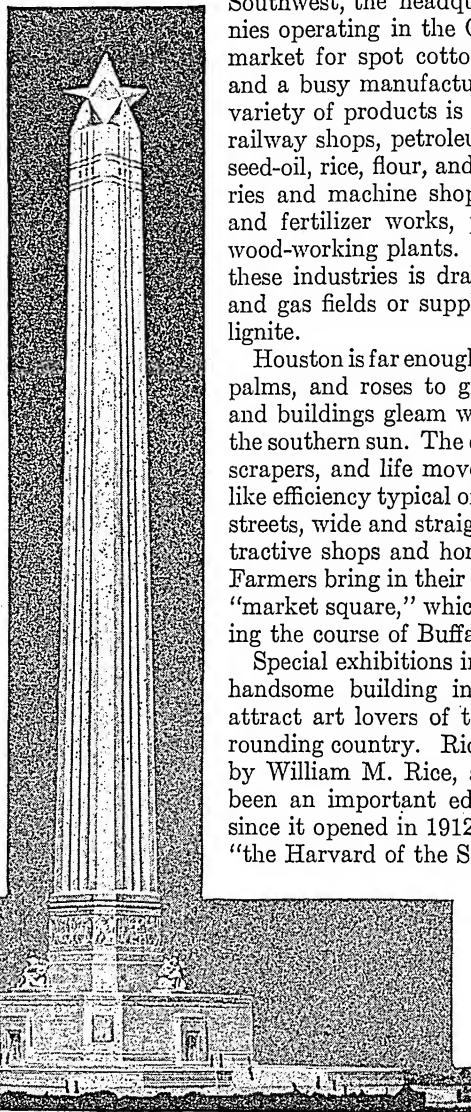 Southwest, the headqu
nies operating in the
market for spot cotto
and a busy manufactu
variety of products is
railway shops, petroleu
seed-oil, rice, flour, and
ries and machine shop
and fertilizer works,
wood-working plants.
these industries is dra
and gas fields or supp
lignite.
Houston is far enough
palms, and roses to g
and buildings gleam w
the southern sun. The
scrapers, and life mov
like efficiency typical o
streets, wide and straig
tractive shops and hor
Farmers bring in their
"market square," whic
ing the course of Buffa
Special exhibitions i
handsome building in
attract art lovers of t
rounding country. Ric
by William M. Rice,
been an important ed
since it opened in 1912
"the Harvard of the S